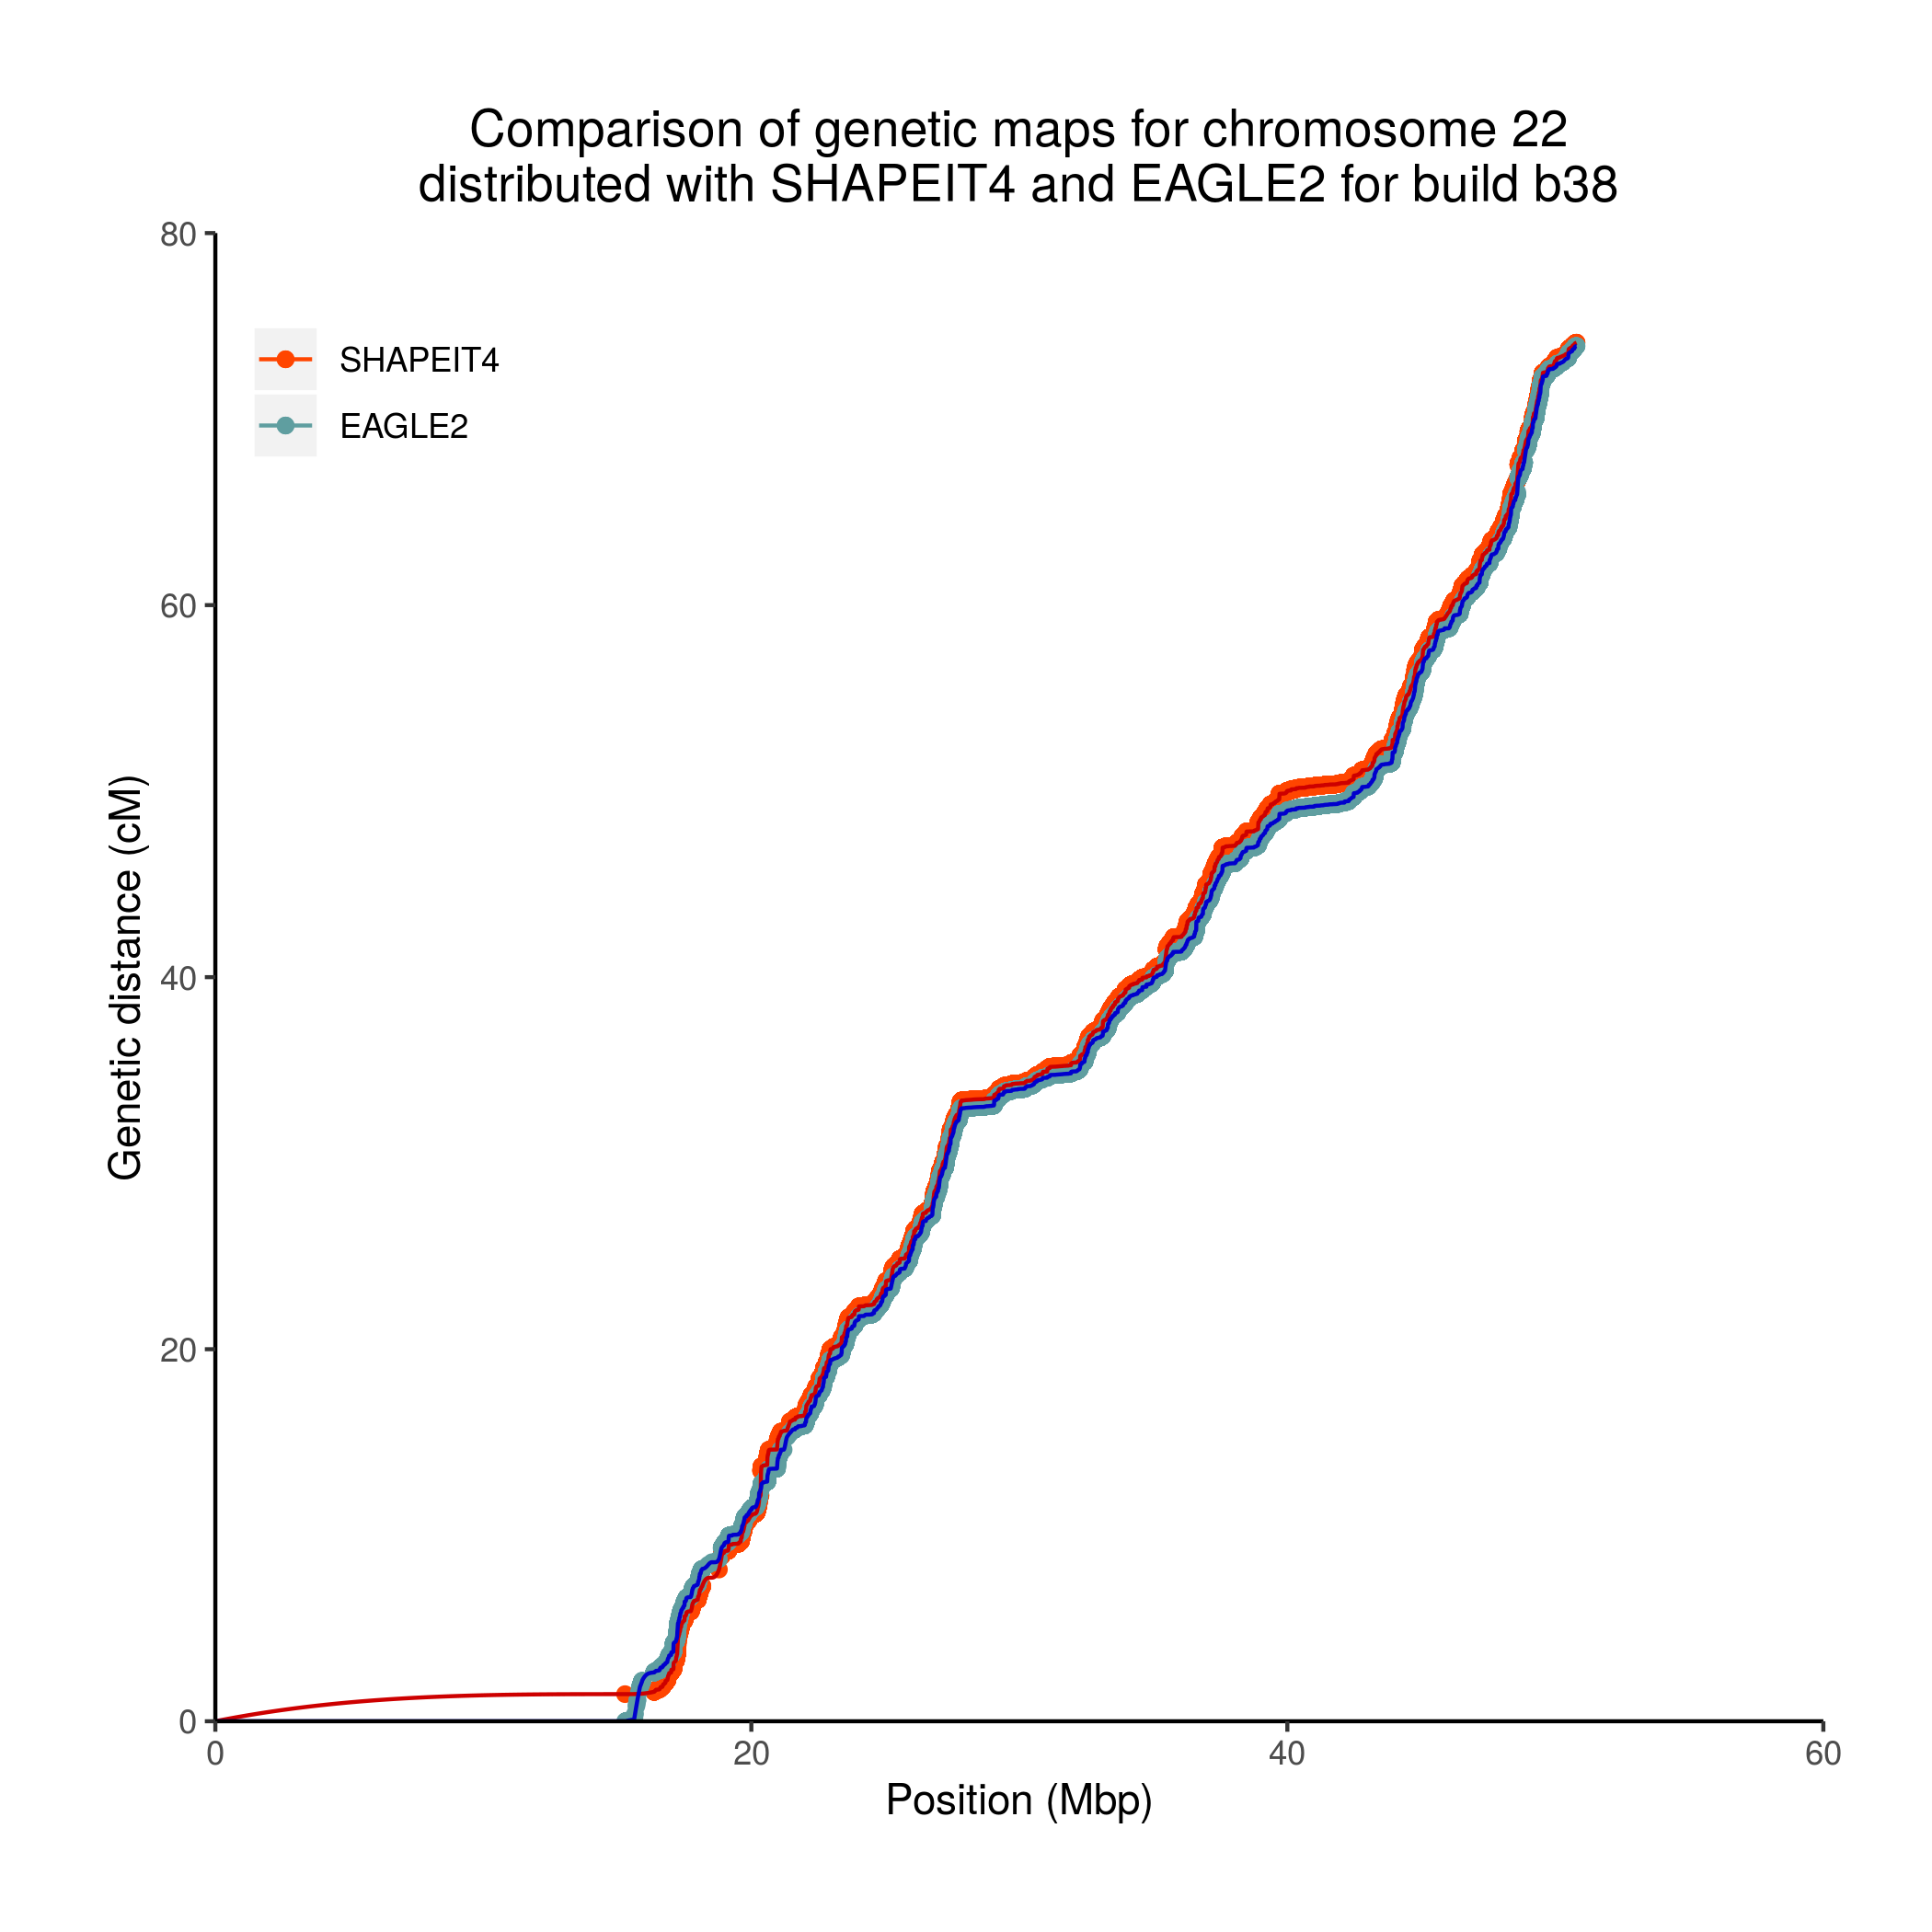 Comparison of genetic maps for chromosome 22
distributed with SHAPEIT4 and EAGLE2 for build b38
80
60
40
20
0
SHAPEIT4
EAGLE2
Genetic distance (cM)
0
20
40
60
Position (Mbp)